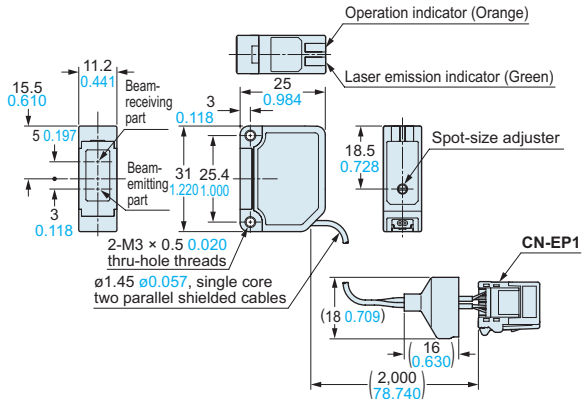 Operation indicator (Orange)
Laser emission indicator (Green)
11.2
0.441
15.5
0.610
Beam-
receiving
part
5 0.197
Beam-
emitting
part
3
0.118
25
0.984
3
0.118
31
1.220
25.4
1.000
18.5
0.728
Spot-size adjuster
2-M3 × 0.5 0.020
thru-hole threads
ø1.45 ø0.057, single core
two parallel shielded cables
CN-EP1
(18 0.709)
(16
0.630)
(2,000
78.740)